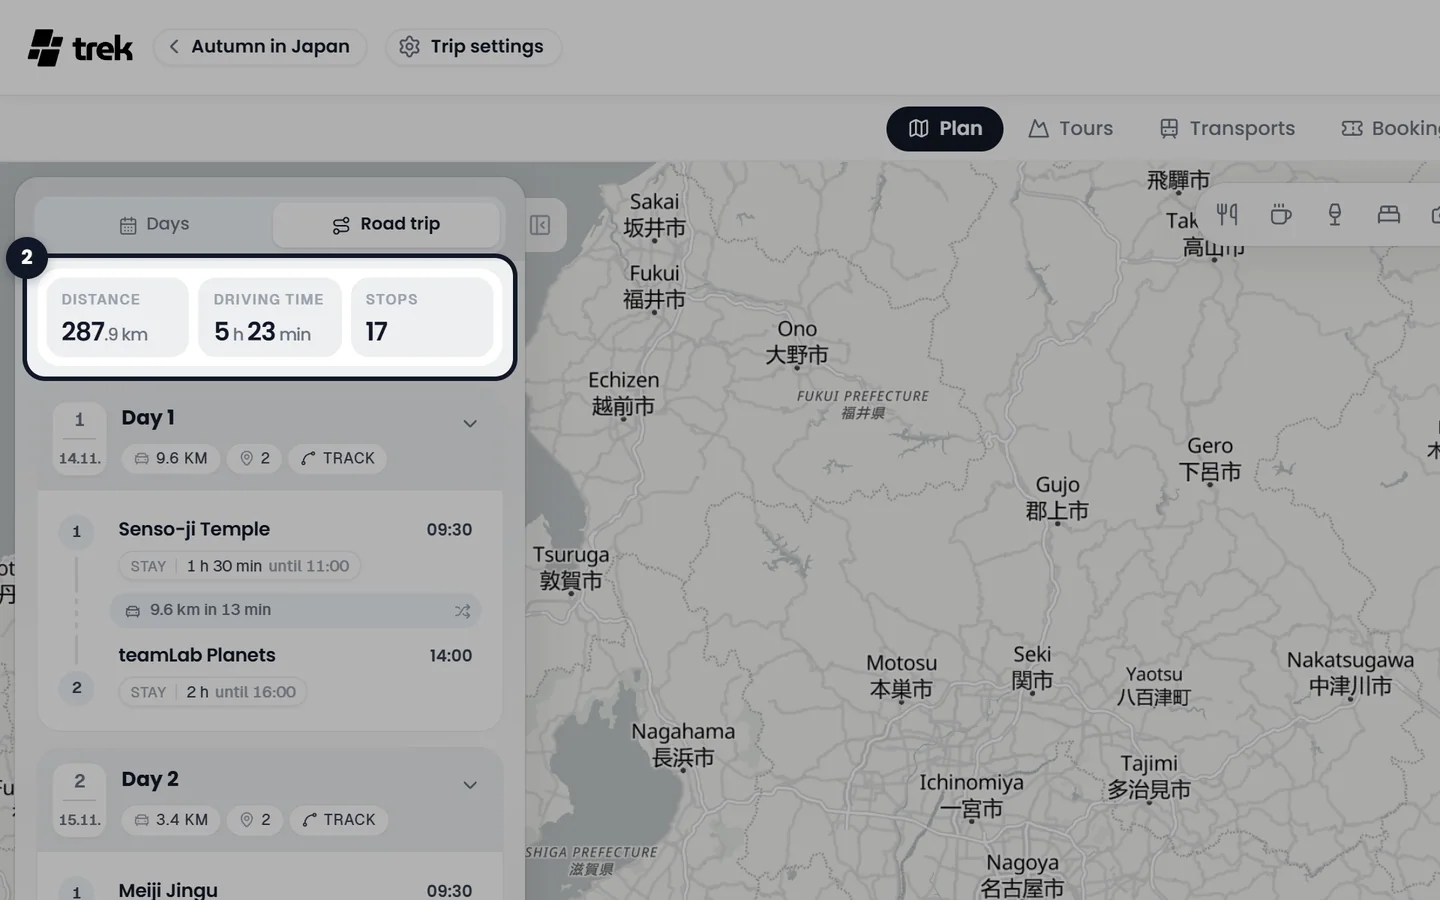 trek
Autumn in Japan
Trip settings
Plan
Tours
Transports
Days
Road trip
2
DISTANCE
287.9 km
DRIVING TIME
5 h 23 min
STOPS
17
1
14.11.
Day 1
9.6 KM
2
TRACK
1
Senso-ji Temple
09:30
STAY
1 h 30 min until 11:00
9.6 km in 13 min
2
teamLab Planets
14:00
STAY
2 h until 16:00
2
15.11.
Day 2
3.4 KM
2
TRACK
1
Meiji Jingu
09:30
Sakai
坂井市
Fukui
福井市
Ono
大野市
Echizen
越前市
FUKUI PREFECTURE
福井県
飛驒市
高山市
Gero
下呂市
Gujo
郡上市
Tsuruga
敦賀市
Motosu
本巣市
Seki
関市
Yaotsu
八百津町
Nakatsugawa
中津川市
Nagahama
長浜市
Tajimi
多治見市
Ichinomiya
一宮市
SHIGA PREFECTURE
滋賀県
Nagoya
名古屋市